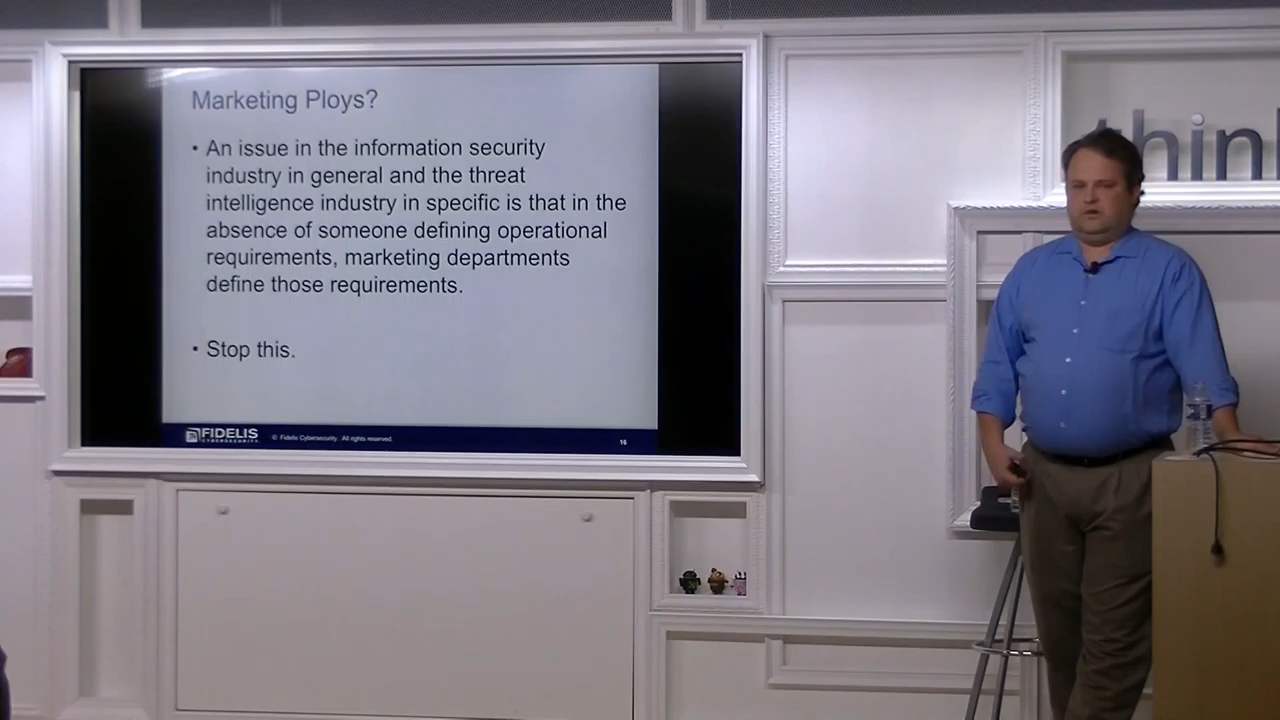 Marketing Ploys?
• An issue in the information security
industry in general and the threat
intelligence industry in specific is that in the
absence of someone defining operational
requirements, marketing departments
define those requirements.
• Stop this.
FIDELIS
CYBERSECURITY
© Fidelis Cybersecurity. All rights reserved.
16
think